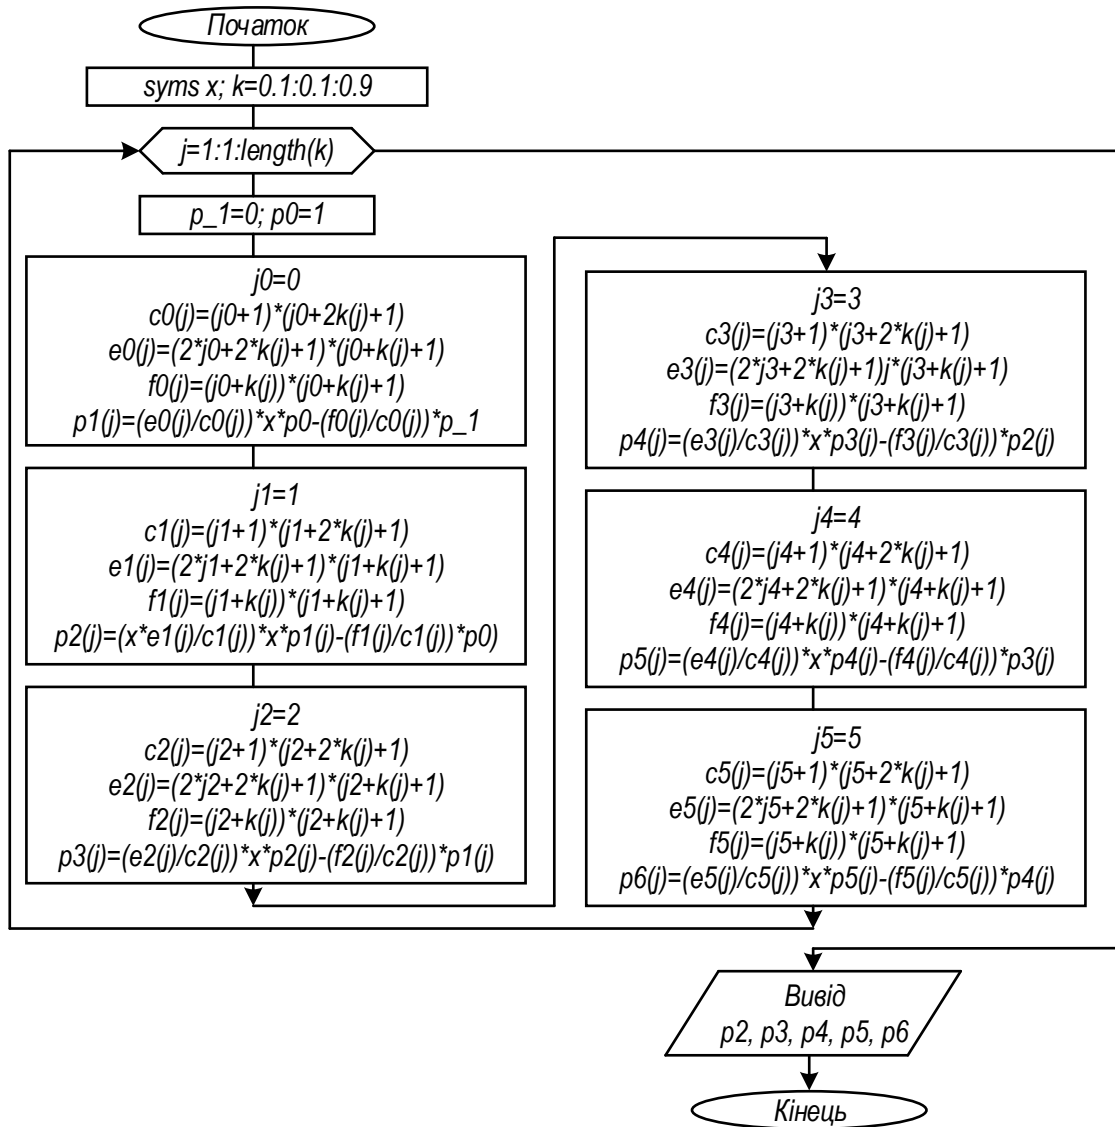 Початок
syms x; k=0.1:0.1:0.9
j=1:1:length(k)
p_1=0; p0=1
j0=0
c0(j)=(j0+1)*(j0+2k(j)+1)
e0(j)=(2*j0+2*k(j)+1)*(j0+k(j)+1)
f0(j)=(j0+k(j))*(j0+k(j)+1)
p1(j)=(e0(j)/c0(j))*x*p0-(f0(j)/c0(j))*p_1
j1=1
c1(j)=(j1+1)*(j1+2*k(j)+1)
e1(j)=(2*j1+2*k(j)+1)*(j1+k(j)+1)
f1(j)=(j1+k(j))*(j1+k(j)+1)
p2(j)=(x*e1(j)/c1(j))*x*p1(j)-(f1(j)/c1(j))*p0)
j2=2
c2(j)=(j2+1)*(j2+2*k(j)+1)
e2(j)=(2*j2+2*k(j)+1)*(j2+k(j)+1)
f2(j)=(j2+k(j))*(j2+k(j)+1)
p3(j)=(e2(j)/c2(j))*x*p2(j)-(f2(j)/c2(j))*p1(j)
j3=3
c3(j)=(j3+1)*(j3+2*k(j)+1)
e3(j)=(2*j3+2*k(j)+1)j*(j3+k(j)+1)
f3(j)=(j3+k(j))*(j3+k(j)+1)
p4(j)=(e3(j)/c3(j))*x*p3(j)-(f3(j)/c3(j))*p2(j)
j4=4
c4(j)=(j4+1)*(j4+2*k(j)+1)
e4(j)=(2*j4+2*k(j)+1)*(j4+k(j)+1)
f4(j)=(j4+k(j))*(j4+k(j)+1)
p5(j)=(e4(j)/c4(j))*x*p4(j)-(f4(j)/c4(j))*p3(j)
j5=5
c5(j)=(j5+1)*(j5+2*k(j)+1)
e5(j)=(2*j5+2*k(j)+1)*(j5+k(j)+1)
f5(j)=(j5+k(j))*(j5+k(j)+1)
p6(j)=(e5(j)/c5(j))*x*p5(j)-(f5(j)/c5(j))*p4(j)
Вивід
p2, p3, p4, p5, p6
Кінець